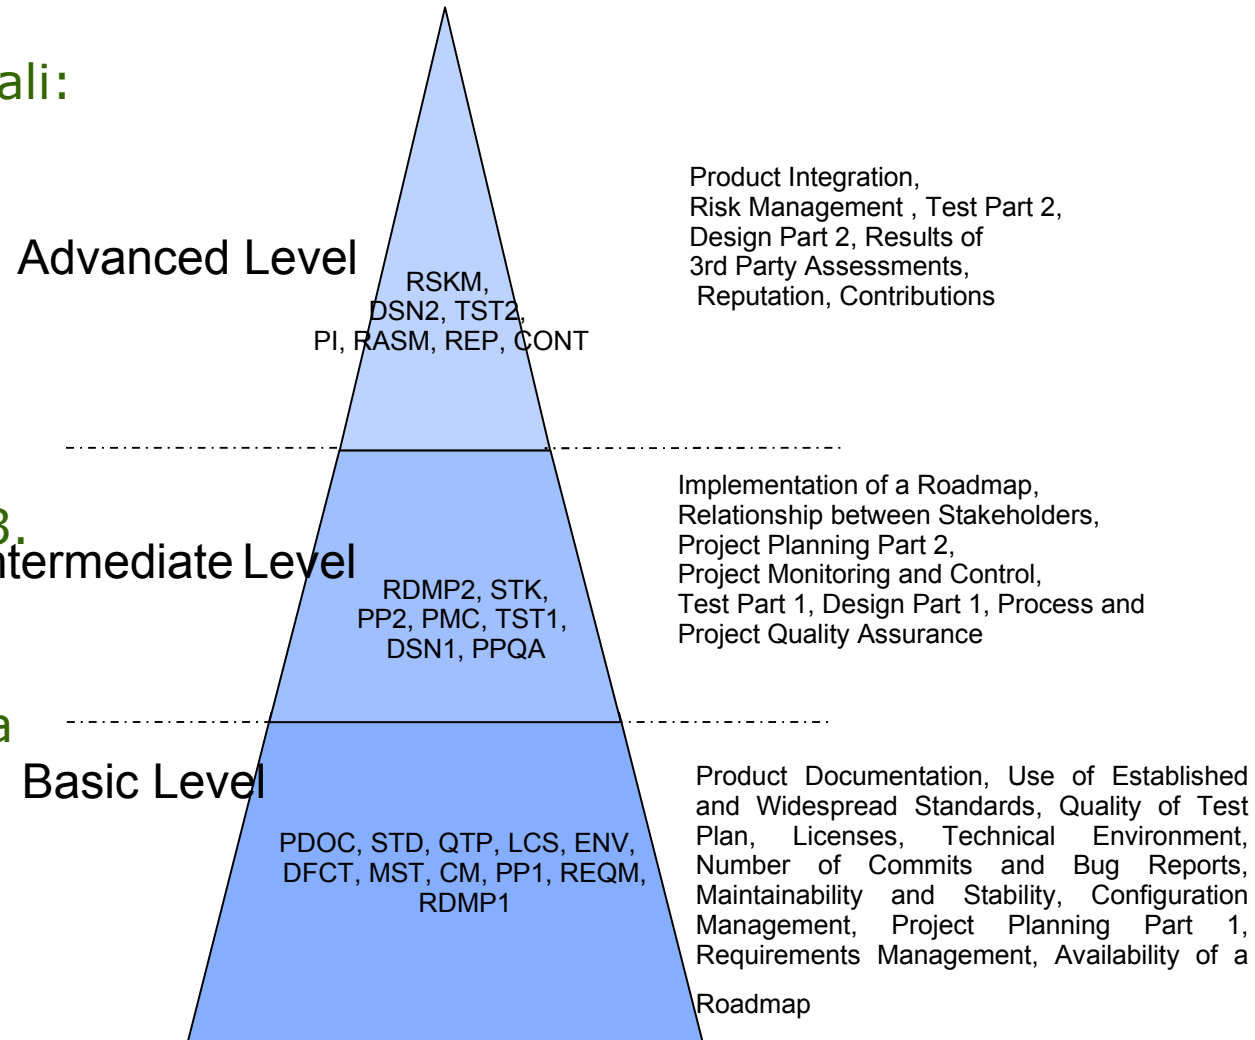 ali:
Advanced Level
RSKM,
DSN2, TST2,
PI, RASM, REP, CONT
Product Integration,
Risk Management , Test Part 2,
Design Part 2, Results of
3rd Party Assessments,
Reputation, Contributions
3.
ntermediate Level
RDMP2, STK,
PP2, PMC, TST1,
DSN1, PPQA
Implementation of a Roadmap,
Relationship between Stakeholders,
Project Planning Part 2,
Project Monitoring and Control,
Test Part 1, Design Part 1, Process and
Project Quality Assurance
a
Basic Level
PDOC, STD, QTP, LCS, ENV,
DFCT, MST, CM, PP1, REQM,
RDMP1
Product Documentation, Use of Established
and Widespread Standards, Quality of Test
Plan, Licenses, Technical Environment,
Number of Commits and Bug Reports,
Maintainability and Stability, Configuration
Management, Project Planning Part 1,
Requirements Management, Availability of a
Roadmap